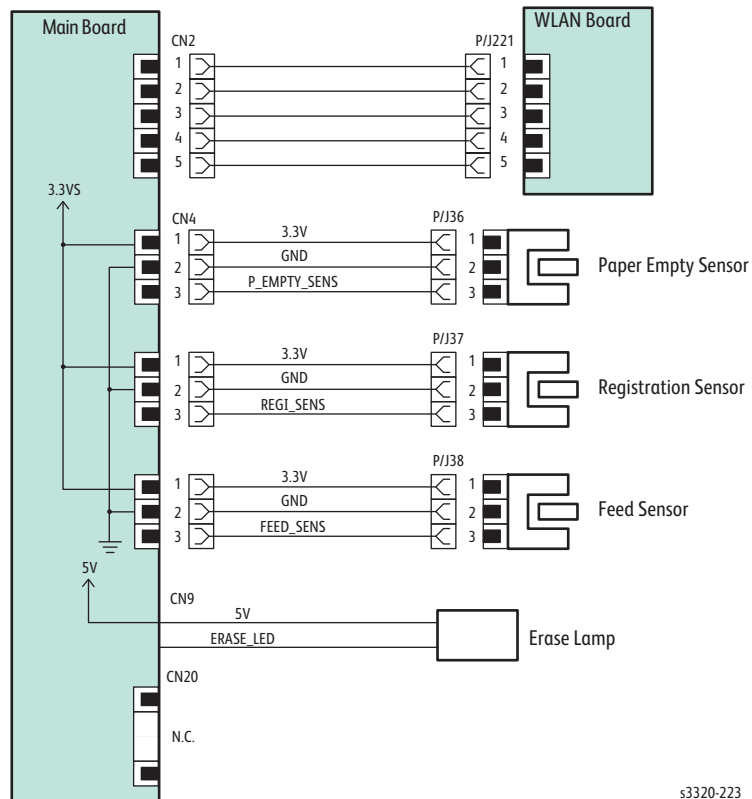 Main Board
WLAN Board
CN2
P/J221
1 1
2 2
3 3
4 4
5 5
3.3VS
CN4
P/J36
1 3.3V 1
2 GND 2
3 P_EMPTY_SENS 3
Paper Empty Sensor
P/J37
1 3.3V 1
2 GND 2
3 REGI_SENS 3
Registration Sensor
P/J38
1 3.3V 1
2 GND 2
3 FEED_SENS 3
Feed Sensor
5V
CN9
5V
ERASE_LED
Erase Lamp
CN20
N.C.
s3320-223